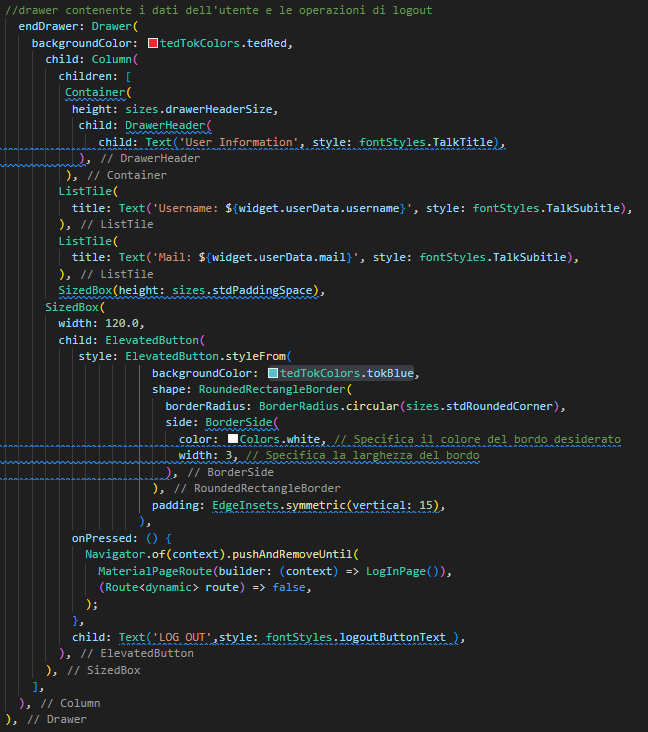 //drawer contenente i dati dell'utente e le operazioni di logout
endDrawer: Drawer(
backgroundColor: tedTokColors.tedRed,
child: Column(
children: [
Container(
height: sizes.drawerHeaderSize,
child: DrawerHeader(
child: Text('User Information', style: fontStyles.TalkTitle),
), // DrawerHeader
), // Container
ListTile(
title: Text('Username: ${widget.userData.username}', style: fontStyles.TalkSubitle),
), // ListTile
ListTile(
title: Text('Mail: ${widget.userData.mail}', style: fontStyles.TalkSubitle),
), // ListTile
SizedBox(height: sizes.stdPaddingSpace),
SizedBox(
width: 120.0,
child: ElevatedButton(
style: ElevatedButton.styleFrom(
backgroundColor: tedTokColors.tokBlue,
shape: RoundedRectangleBorder(
borderRadius: BorderRadius.circular(sizes.stdRoundedCorner),
side: BorderSide(
color: Colors.white, // Specifica il colore del bordo desiderato
width: 3, // Specifica la larghezza del bordo
), // BorderSide
), // RoundedRectangleBorder
padding: EdgeInsets.symmetric(vertical: 15),
),
onPressed: () {
Navigator.of(context).pushAndRemoveUntil(
MaterialPageRoute(builder: (context) => LogInPage()),
(Route<dynamic> route) => false,
);
},
child: Text('LOG OUT',style: fontStyles.logoutButtonText ),
), // ElevatedButton
), // SizedBox
],
), // Column
), // Drawer